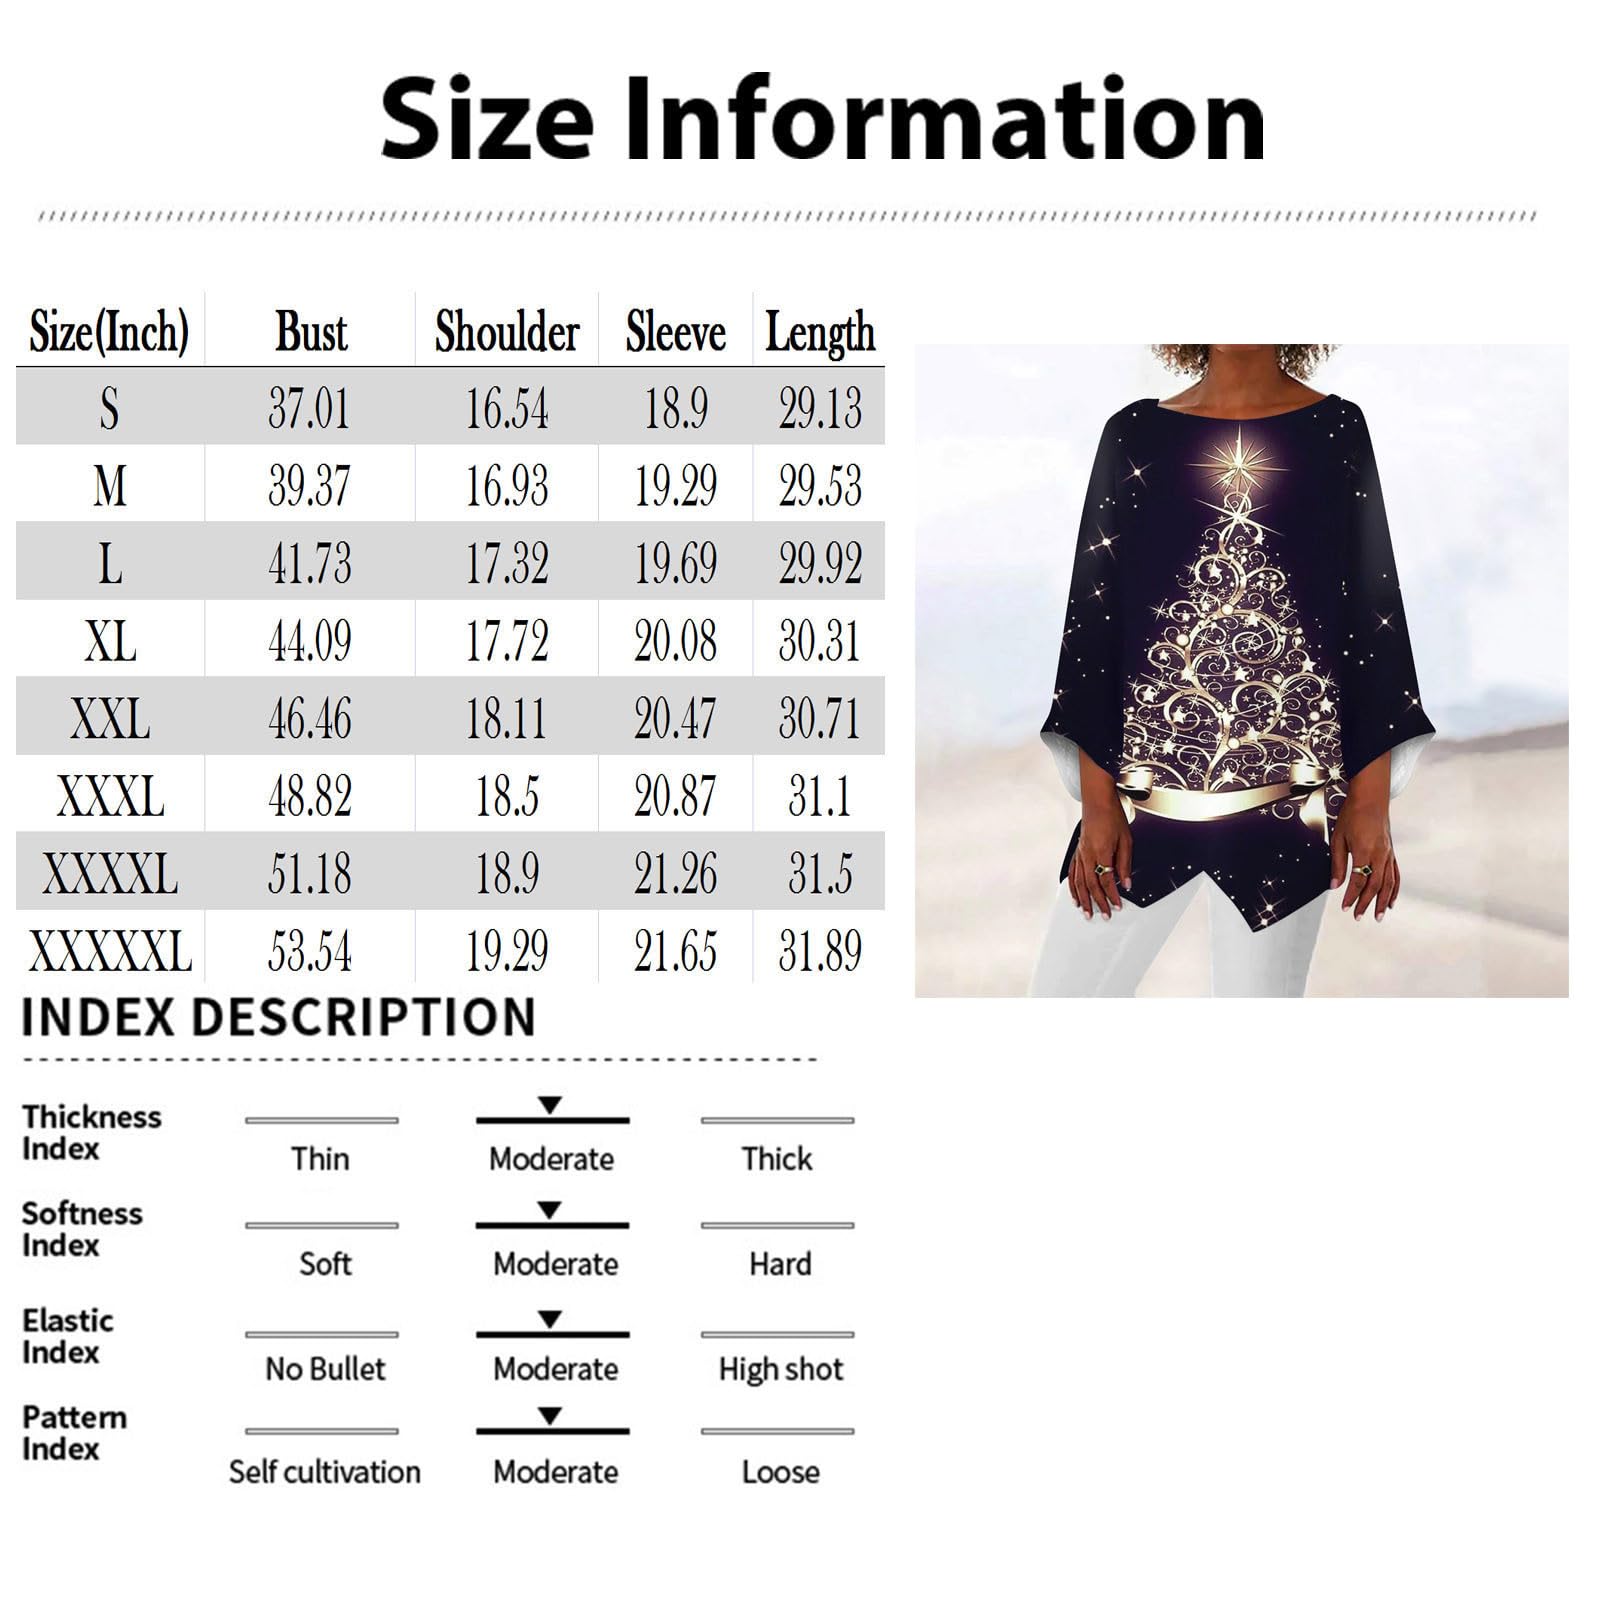 Size Information
Size(Inch) Bust Shoulder Sleeve Length
S 37.01 16.54 18.9 29.13
M 39.37 16.93 19.29 29.53
L 41.73 17.32 19.69 29.92
XL 44.09 17.72 20.08 30.31
XXL 46.46 18.11 20.47 30.71
XXXL 48.82 18.5 20.87 31.1
XXXXL 51.18 18.9 21.26 31.5
XXXXXL 53.54 19.29 21.65 31.89
INDEX DESCRIPTION
Thickness
Index
Thin Moderate Thick
Softness
Index
Soft Moderate Hard
Elastic
Index
No Bullet Moderate High shot
Pattern
Index
Self cultivation Moderate Loose